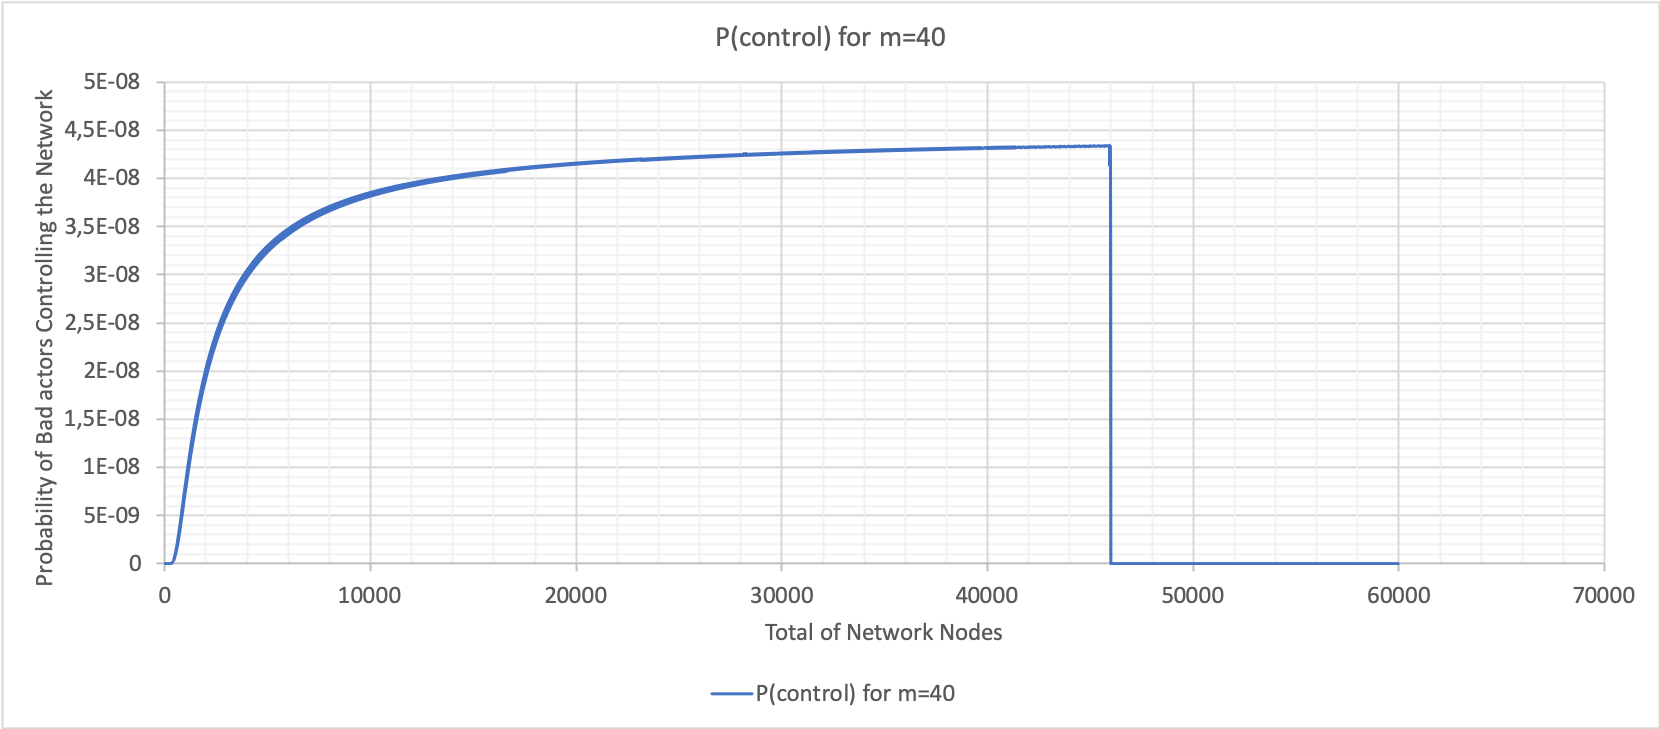 P(control) for m=40
Probability of Bad actors Controlling the Network
5E-08
4,5E-08
4E-08
3,5E-08
3E-08
2,5E-08
2E-08
1,5E-08
1E-08
5E-09
0
0 10000 20000 30000 40000 50000 60000 70000
Total of Network Nodes
P(control) for m=40